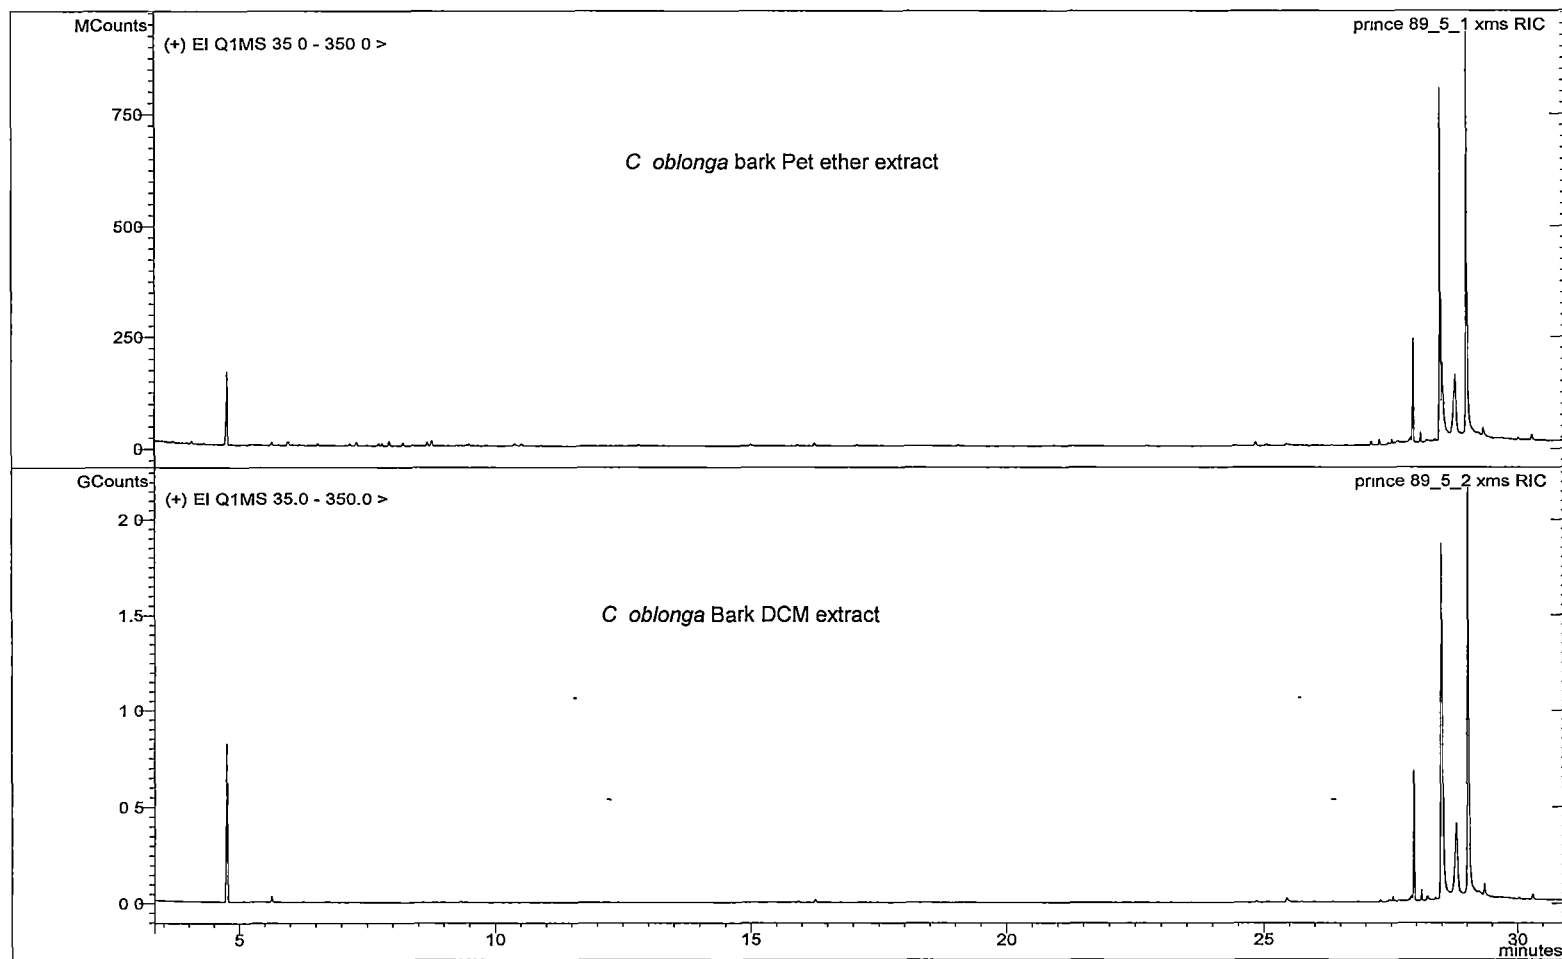 MCounts
(+) EI Q1MS 35 0 - 350 0 >
prince 89_5_1 xms RIC
750
C oblonga bark Pet ether extract
500
250
0
GCounts
(+) EI Q1MS 35.0 - 350.0 >
prince 89_5_2 xms RIC
2 0
1.5
C oblonga Bark DCM extract
1 0
0 5
0 0
5 10 15 20 25 30
minutes